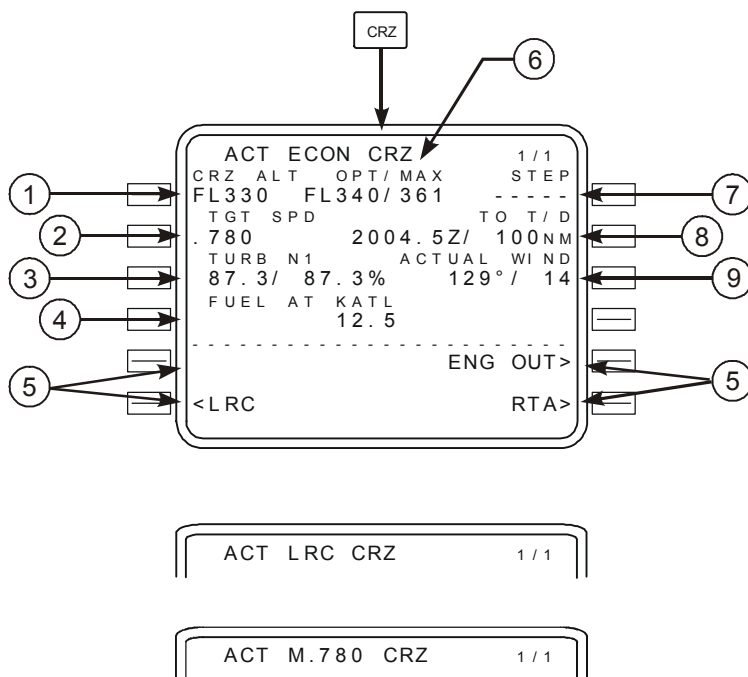 CRZ
6
ACT ECON CRZ 1/1
CRZ ALT OPT/MAX STEP
1 FL330 FL340/361 ----- 7
TGT SPD TO T/D
2 .780 2004.5Z/ 100NM 8
TURB N1 ACTUAL WIND
3 87.3/ 87.3% 129°/ 14 9
FUEL AT KATL
4 12.5
- - - - - - - - - - - - - - - - - - - - - - - -
ENG OUT>
5 5
<LRC RTA>
ACT LRC CRZ 1/1
ACT M.780 CRZ 1/1